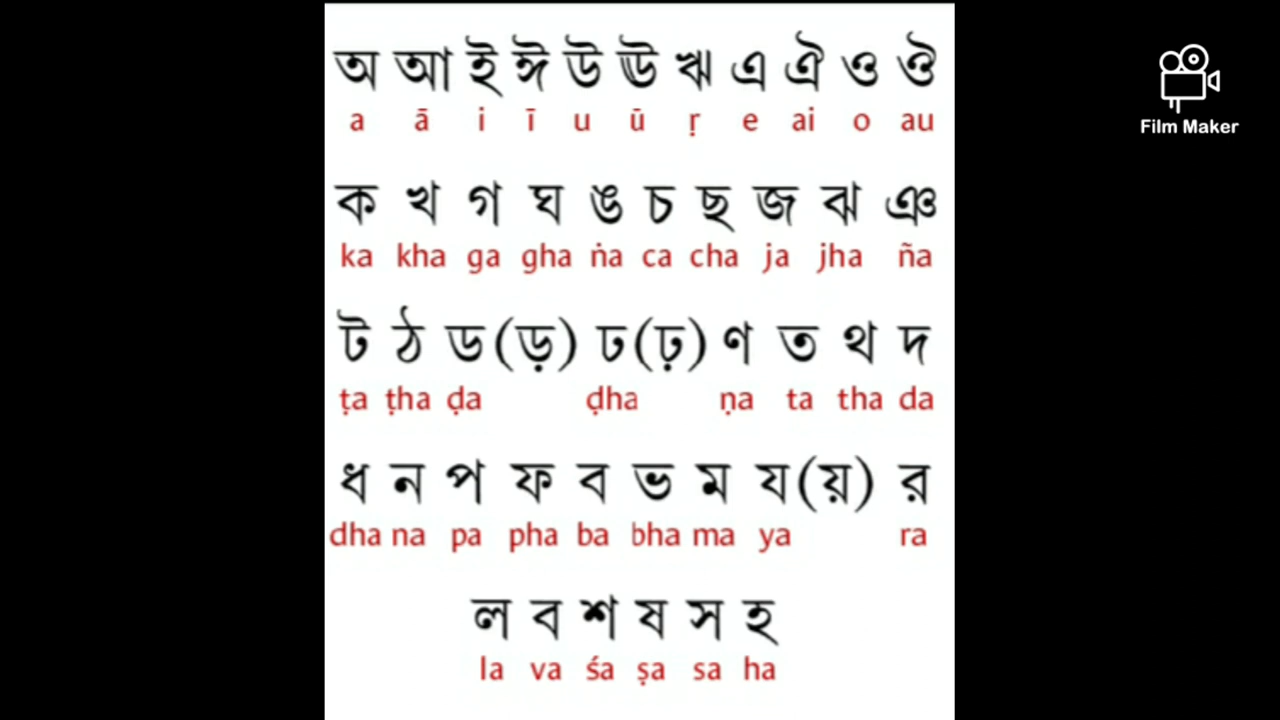 অ আ ই ঈ উ ঊ ঋ এ ঐ ও ঔ
a ā i ī u ū ṛ e ai o au
ক খ গ ঘ ঙ চ ছ জ ঝ ঞ
ka kha ga gha ṅa ca cha ja jha ña
ট ঠ ড (ড়) ঢ (ঢ়) ণ ত থ দ
ṭa ṭha ḍa ḍha ṇa ta tha da
ধ ন প ফ ব ভ ম য (য়) র
dha na pa pha ba bha ma ya ra
ল ব শ ষ স হ
la va śa ṣa sa ha
Film Maker